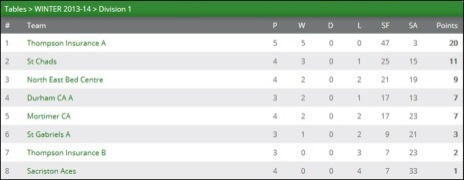 Tables > WINTER 2013-14 > Division 1
# Team P W D L SF SA Points
1 Thompson Insurance A 5 5 0 0 47 3 20
2 St Chads 4 3 0 1 25 15 11
3 North East Bed Centre 4 2 0 2 21 19 9
4 Durham CA A 3 2 0 1 17 13 7
5 Mortimer CA 4 2 0 2 17 23 7
6 St Gabriels A 3 1 0 2 9 21 3
7 Thompson Insurance B 3 0 0 3 7 23 2
8 Sacriston Aces 4 0 0 4 7 33 1